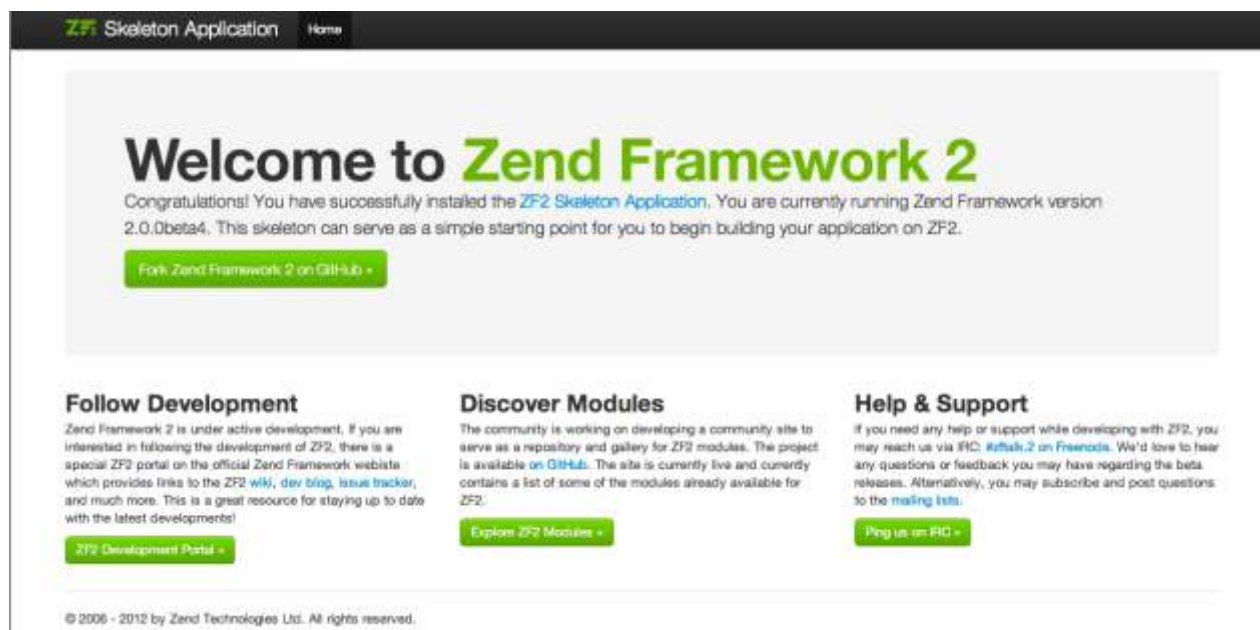 ZF2 Skeleton Application Home
Welcome to Zend Framework 2
Congratulations! You have successfully installed the ZF2 Skeleton Application. You are currently running Zend Framework version
2.0.0beta4. This skeleton can serve as a simple starting point for you to begin building your application on ZF2.
Fork Zend Framework 2 on GitHub »
Follow Development
Zend Framework 2 is under active development. If you are
interested in following the development of ZF2, there is a
special ZF2 portal on the official Zend Framework webiste
which provides links to the ZF2 wiki, dev blog, issue tracker,
and much more. This is a great resource for staying up to date
with the latest developments!
ZF2 Development Portal »
Discover Modules
The community is working on developing a community site to
serve as a repository and gallery for ZF2 modules. The project
is available on GitHub. The site is currently live and currently
contains a list of some of the modules already available for
ZF2.
Explore ZF2 Modules »
Help & Support
If you need any help or support while developing with ZF2, you
may reach us via IRC: #zftalk.2 on Freenode. We'd love to hear
any questions or feedback you may have regarding the beta
releases. Alternatively, you may subscribe and post questions
to the mailing lists.
Ping us on IRC »
© 2006 - 2012 by Zend Technologies Ltd. All rights reserved.